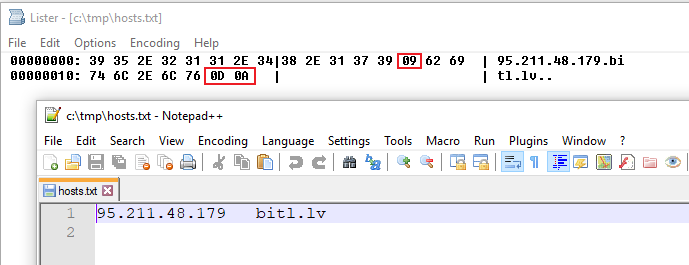 Lister - [c:\tmp\hosts.txt]
File Edit Options Encoding Help
00000000: 39 35 2E 32 31 31 2E 34|38 2E 31 37 39 09 62 69 | 95.211.48.179.bi
00000010: 74 6C 2E 6C 76 0D 0A | | tl.lv..
c:\tmp\hosts.txt - Notepad++
File Edit Search View Encoding Language Settings Tools Macro Run Plugins Window ?
hosts.txt
1 95.211.48.179 bitl.lv
2